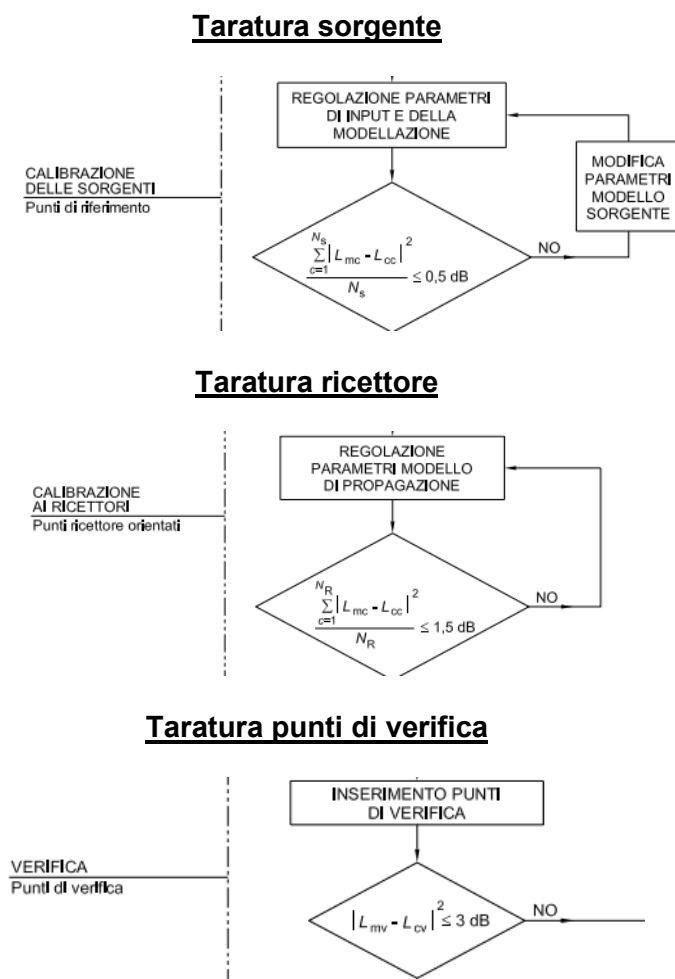 Taratura sorgente
REGOLAZIONE PARAMETRI
DI INPUT E DELLA
MODELLAZIONE
MODIFICA
PARAMETRI
MODELLO
SORGENTE
CALIBRAZIONE
DELLE SORGENTI
Punti di riferimento
N_s
∑ |L_mc - L_cc|²
c=1
N_s
≤ 0,5 dB
NO
Taratura ricettore
REGOLAZIONE
PARAMETRI MODELLO
DI PROPAGAZIONE
CALIBRAZIONE
AI RICETTORI
Punti ricettore orientati
N_R
∑ |L_mc - L_cc|²
c=1
N_R
≤ 1,5 dB
NO
Taratura punti di verifica
INSERIMENTO PUNTI
DI VERIFICA
VERIFICA
Punti di verifica
|L_mv - L_cv|² ≤ 3 dB
NO